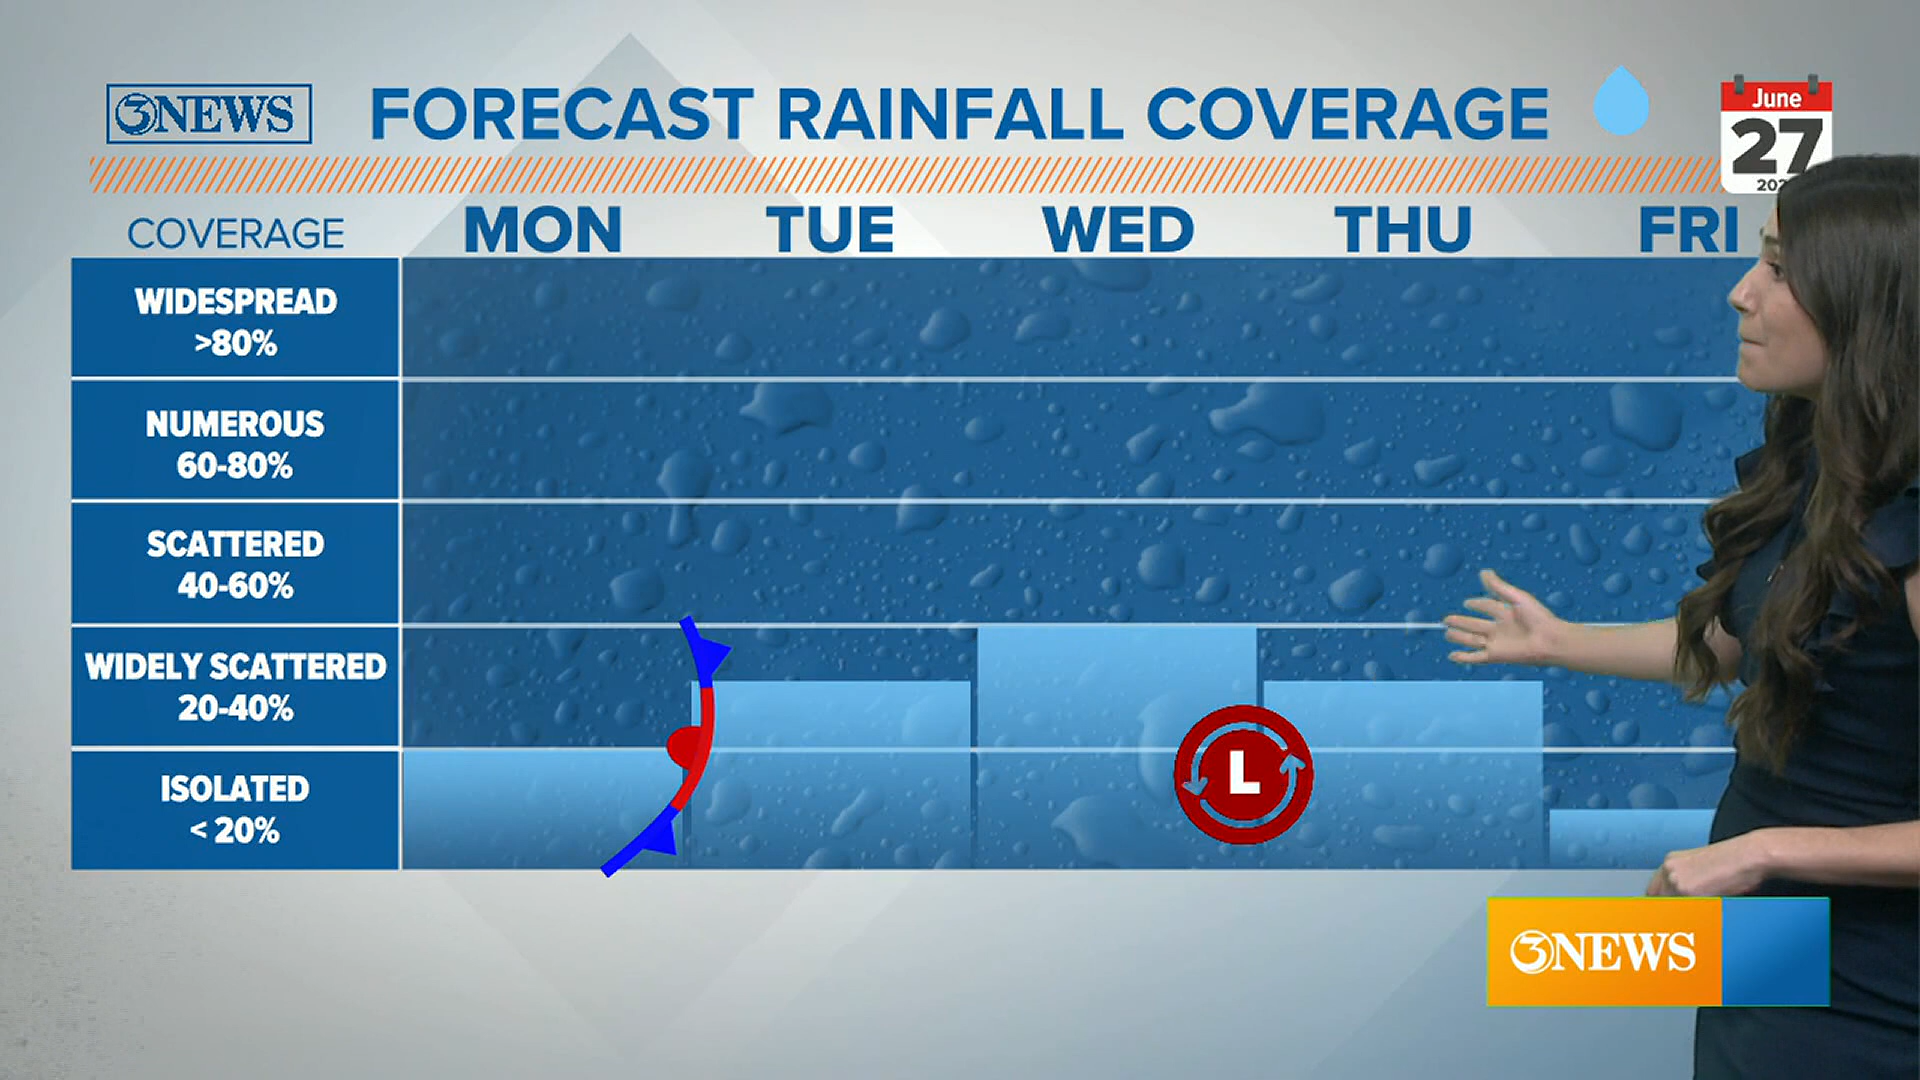 3NEWS
FORECAST RAINFALL COVERAGE
June
27
COVERAGE
MON
TUE
WED
THU
FRI
WIDESPREAD
>80%
NUMEROUS
60-80%
SCATTERED
40-60%
WIDELY SCATTERED
20-40%
ISOLATED
< 20%
L
3NEWS